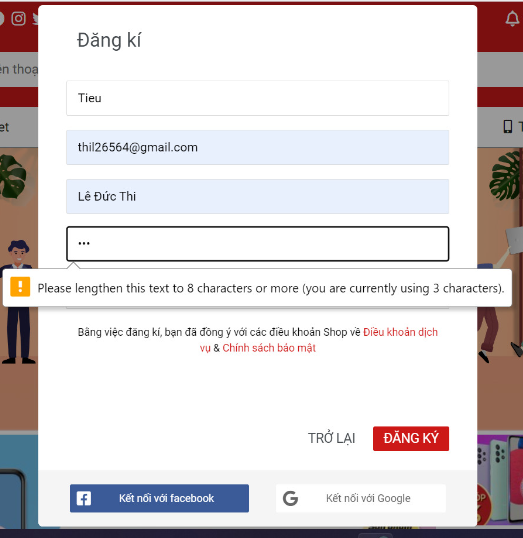 Đăng kí
ện thoạ
et
T
Tieu
thil26564@gmail.com
Lê Đức Thi
•••
! Please lengthen this text to 8 characters or more (you are currently using 3 characters).
Bằng việc đăng kí, bạn đã đồng ý với các điều khoản Shop về Điều khoản dịch
vụ & Chính sách bảo mật
TRỞ LẠI
ĐĂNG KÝ
Kết nối với facebook
Kết nối với Google